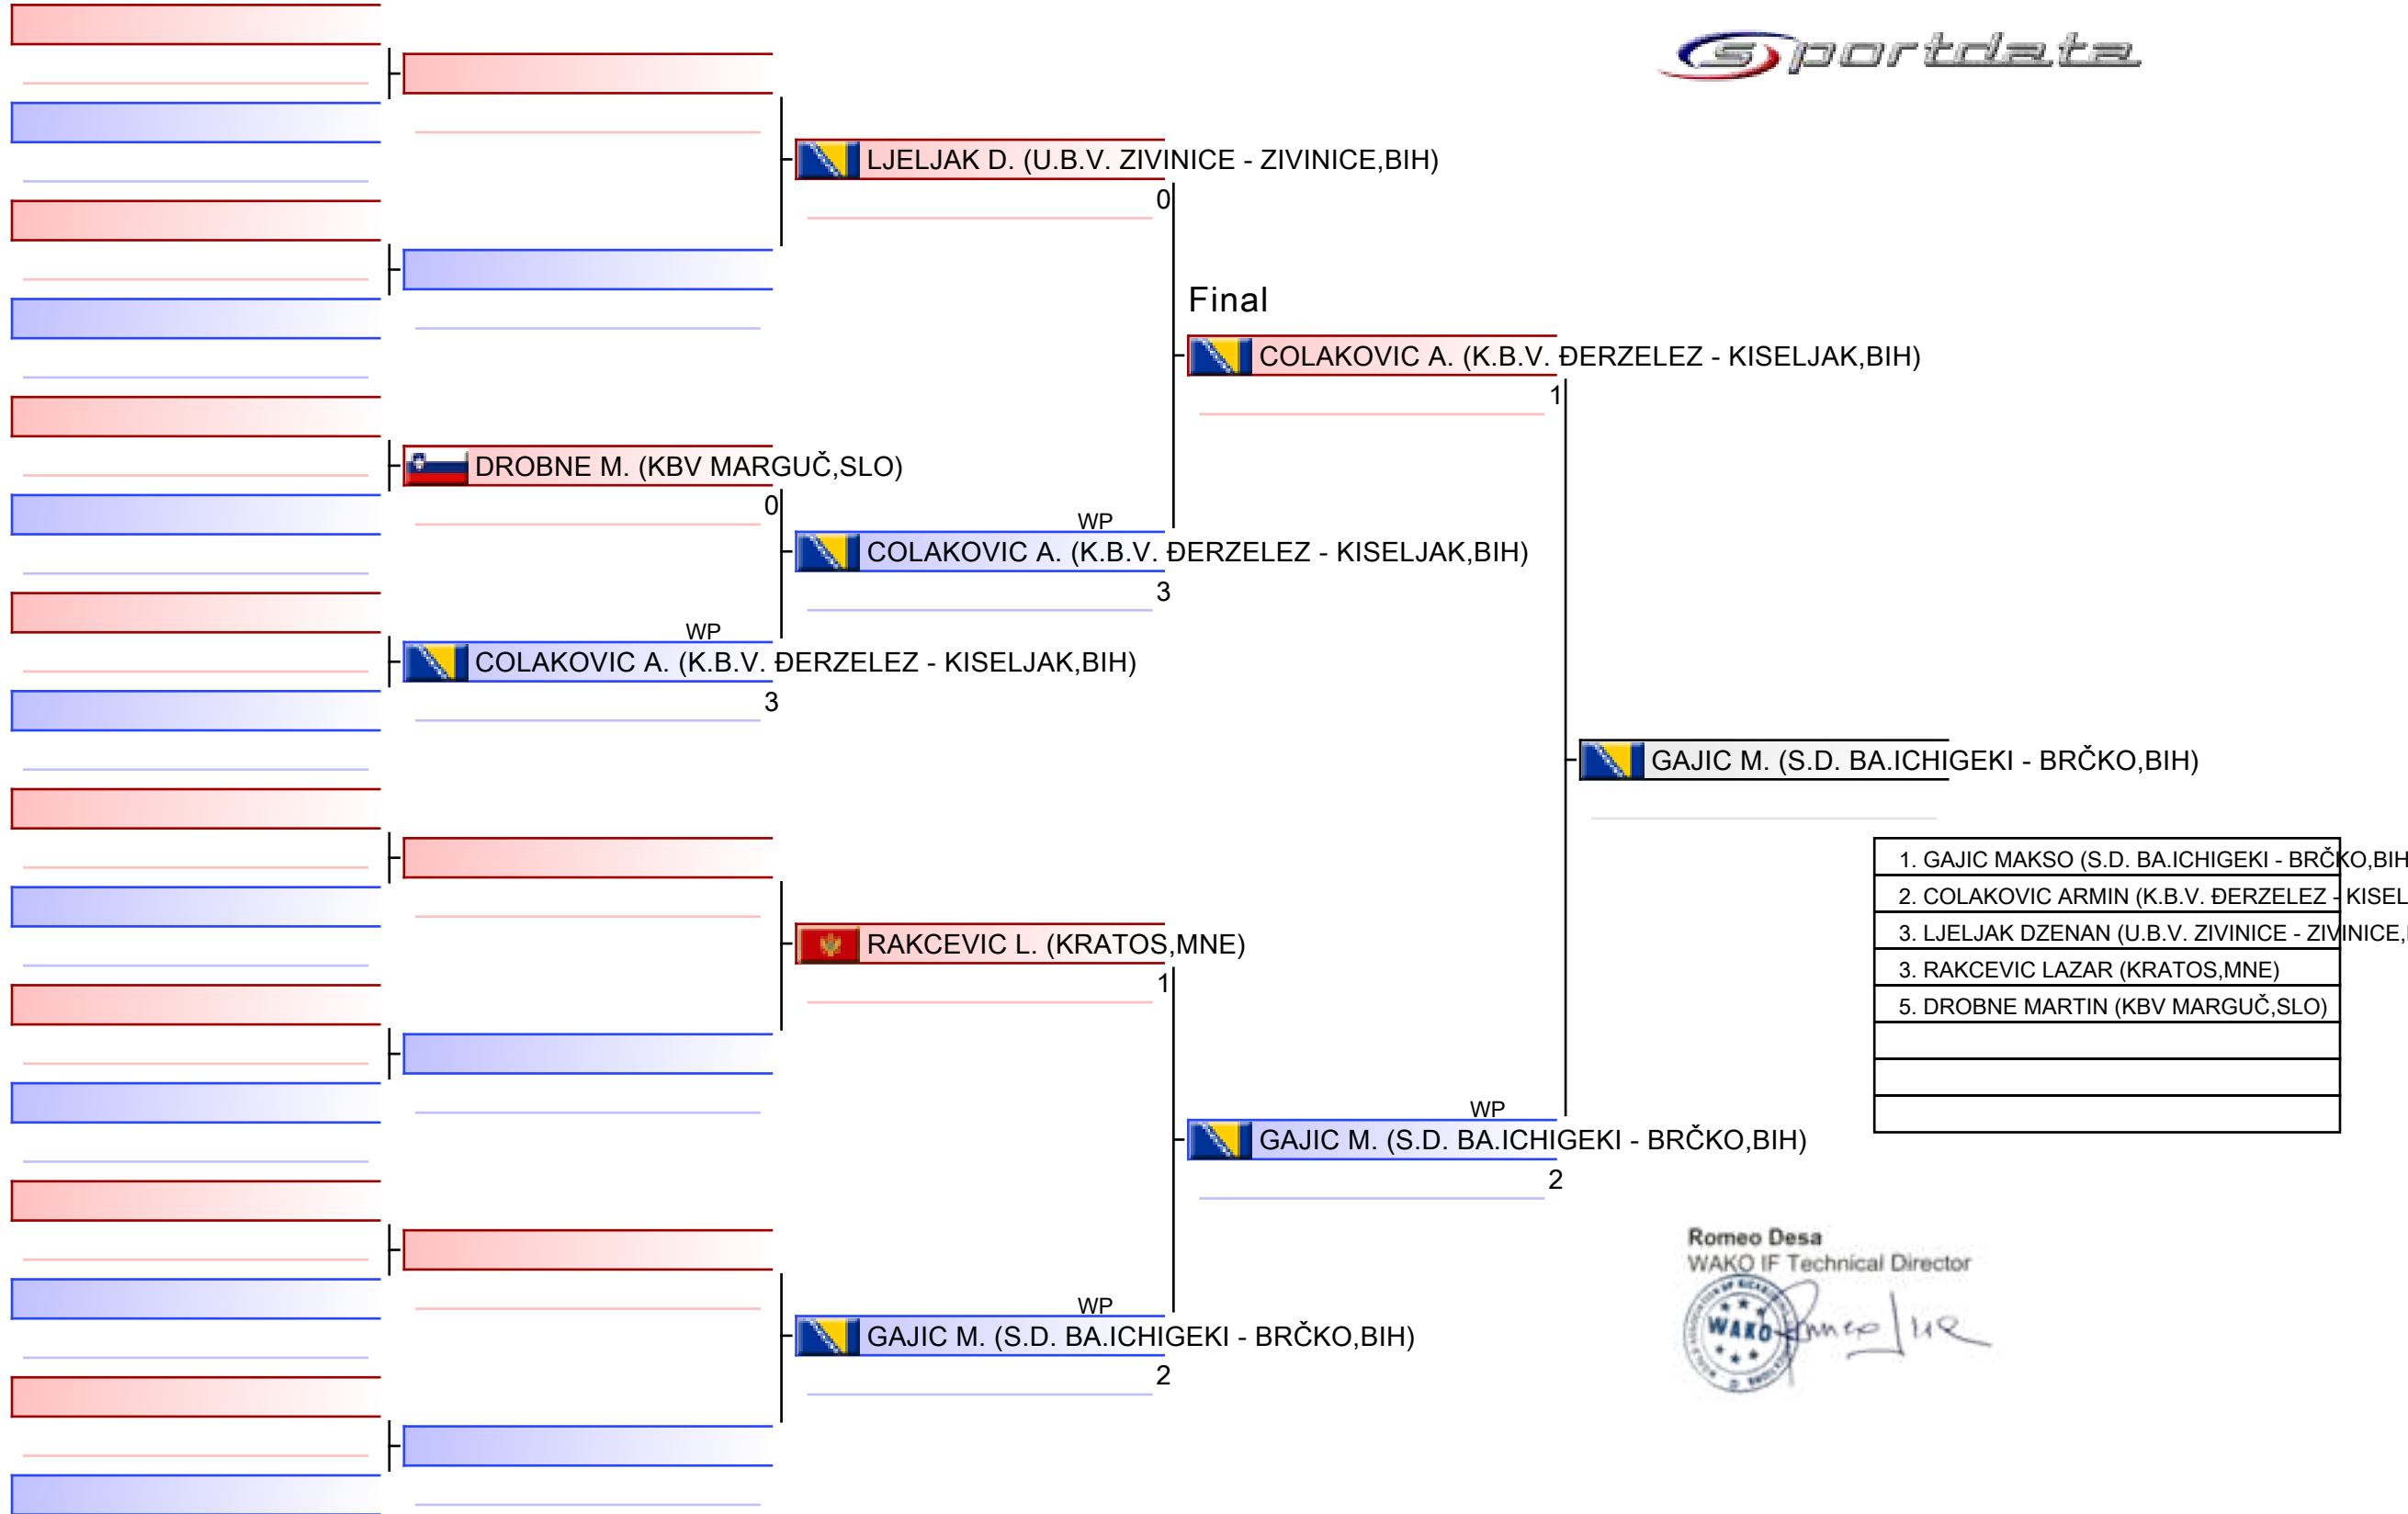 sportdata
LJELJAK D. (U.B.V. ZIVINICE - ZIVINICE,BIH)
0
Final
COLAKOVIC A. (K.B.V. ĐERZELEZ - KISELJAK,BIH)
1
DROBNE M. (KBV MARGUČ,SLO)
0
WP
COLAKOVIC A. (K.B.V. ĐERZELEZ - KISELJAK,BIH)
3
WP
COLAKOVIC A. (K.B.V. ĐERZELEZ - KISELJAK,BIH)
3
GAJIC M. (S.D. BA.ICHIGEKI - BRČKO,BIH)
1. GAJIC MAKSO (S.D. BA.ICHIGEKI - BRČKO,BIH
2. COLAKOVIC ARMIN (K.B.V. ĐERZELEZ - KISEL
3. LJELJAK DZENAN (U.B.V. ZIVINICE - ZIVINICE,
3. RAKCEVIC LAZAR (KRATOS,MNE)
5. DROBNE MARTIN (KBV MARGUČ,SLO)
RAKCEVIC L. (KRATOS,MNE)
1
WP
GAJIC M. (S.D. BA.ICHIGEKI - BRČKO,BIH)
2
WP
GAJIC M. (S.D. BA.ICHIGEKI - BRČKO,BIH)
2
Romeo Desa
WAKO IF Technical Director
WAKO